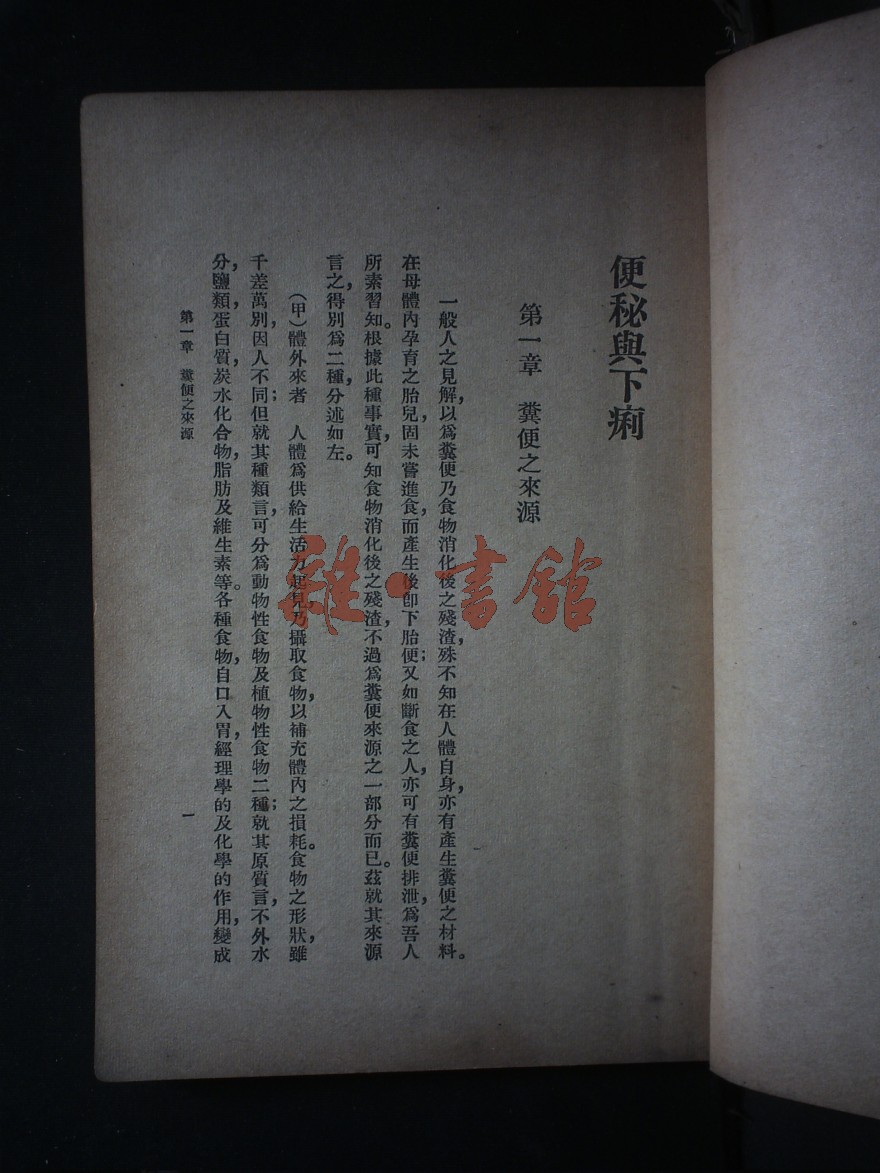 便秘與下痢
第一章　糞便之來源
一般人之見解，以爲糞便乃食物消化後之殘渣，殊不知在人體自身，亦有產生糞便之材料。
在母體內孕育之胎兒，固未嘗進食，而產生後卽下胎便；又如斷食之人，亦可有糞便排泄，爲吾人
所素習知。根據此種事實，可知食物消化後之殘渣，不過爲糞便來源之一部分而已。茲就其來源
言之，得別爲二種，分述如左。
（甲）體外來者　人體爲供給生活力起見，乃攝取食物，以補充體內之損耗。食物之形狀，雖
千差萬別，因人不同；但就其種類言，可分爲動物性食物及植物性食物二種；就其原質言，不外水
分，鹽類，蛋白質，炭水化合物，脂肪及維生素等。各種食物，自口入胃，經理學的及化學的作用，變成
第一章　糞便之來源
一
雜·書館